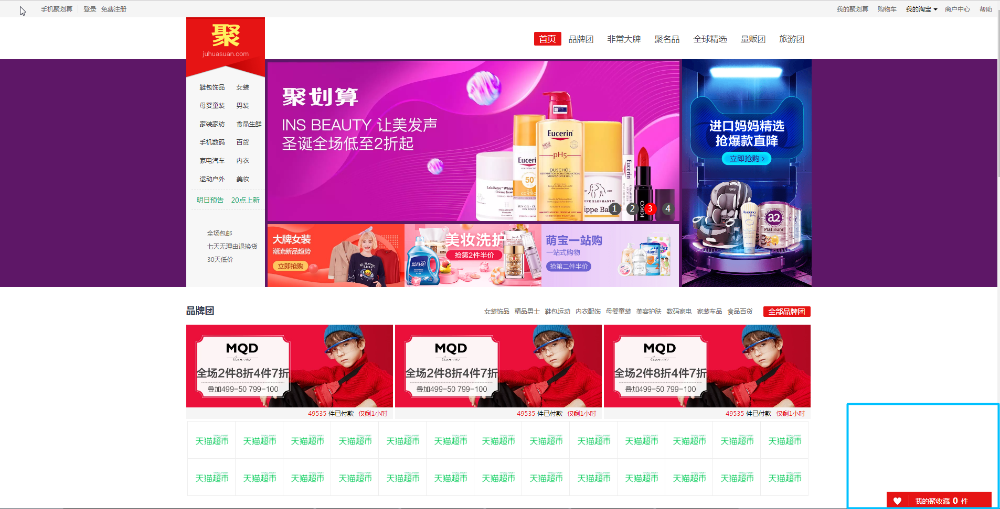 手机聚划算 登录 免费注册 我的聚划算 购物车 我的淘宝 商户中心 帮助
聚
juhuasuan.com
首页 品牌团 非常大牌 聚名品 全球精选 量贩团 旅游团
鞋包饰品 女装
母婴童装 男装
家装家纺 食品生鲜
手机数码 百货
家电汽车 内衣
运动户外 美妆
明日预告 20点上新
全场包邮
七天无理由退换货
30天低价
聚划算
INS BEAUTY 让美发声
圣诞全场低至2折起
Eucerin
pH5
DUSCHÖL
Eucerin
50+
KIKO
1 2 3 4
进口妈妈精选
抢爆款直降
立即抢购 >
Aveeno
a2
Platinum
3
大牌女装
潮流新品趋势
立即抢购
美妆洗护
抢第2件半价
蓝月亮
萌宝一站购
一站式购物
抢第二件半价
品牌团 女装饰品 精品男士 鞋包运动 内衣配饰 母婴童装 美容护肤 数码家电 家装车品 食品百货 全部品牌团
MQD
全场2件8折4件7折
叠加499-50 799-100
49535 件已付款 仅剩1小时
MQD
全场2件8折4件7折
叠加499-50 799-100
49535 件已付款 仅剩1小时
MQD
全场2件8折4件7折
叠加499-50 799-100
49535 件已付款 仅剩1小时
天猫超市 天猫超市 天猫超市 天猫超市 天猫超市 天猫超市 天猫超市 天猫超市 天猫超市 天猫超市 天猫超市 天猫超市 天猫超市
天猫超市 天猫超市 天猫超市 天猫超市 天猫超市 天猫超市 天猫超市 天猫超市 天猫超市 天猫超市 天猫超市 天猫超市 天猫超市
我的聚收藏 0 件